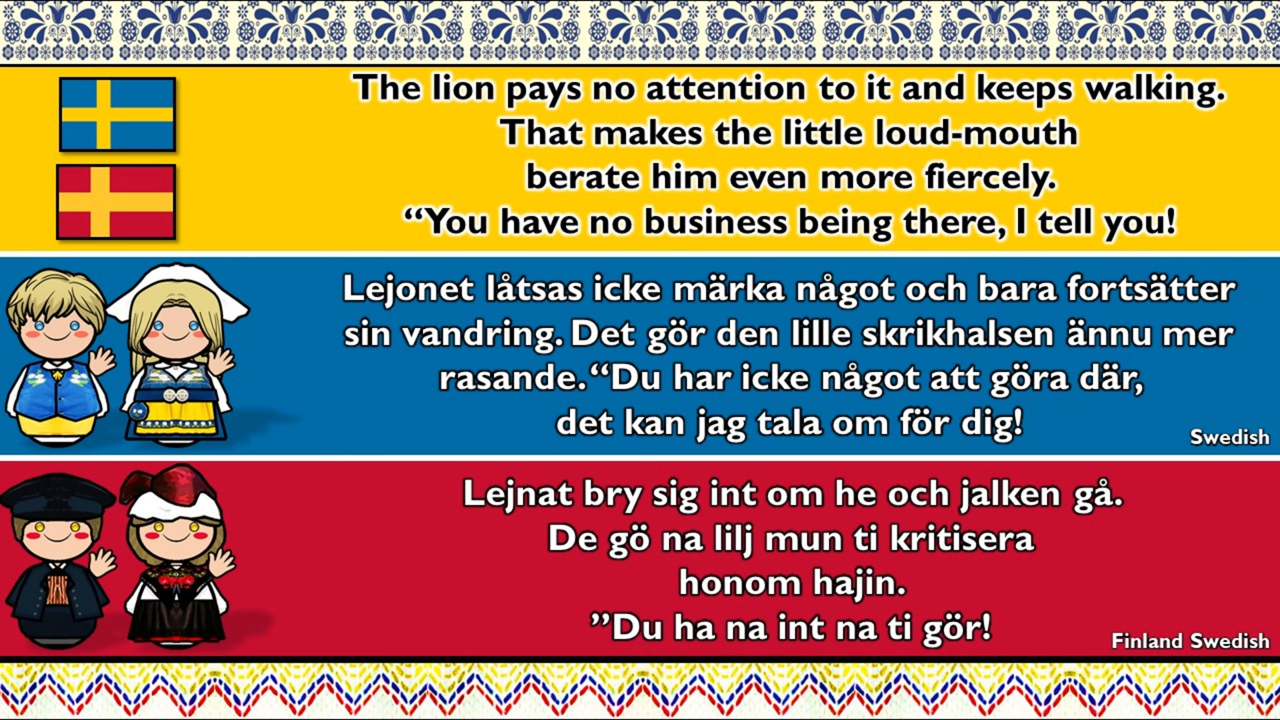 The lion pays no attention to it and keeps walking.
That makes the little loud-mouth
berate him even more fiercely.
“You have no business being there, I tell you!
Lejonet låtsas icke märka något och bara fortsätter
sin vandring. Det gör den lille skrikhalsen ännu mer
rasande. “Du har icke något att göra där,
det kan jag tala om för dig!
Swedish
Lejnat bry sig int om he och jalken gå.
De gö na lilj mun ti kritisera
honom hajin.
”Du ha na int na ti gör!
Finland Swedish